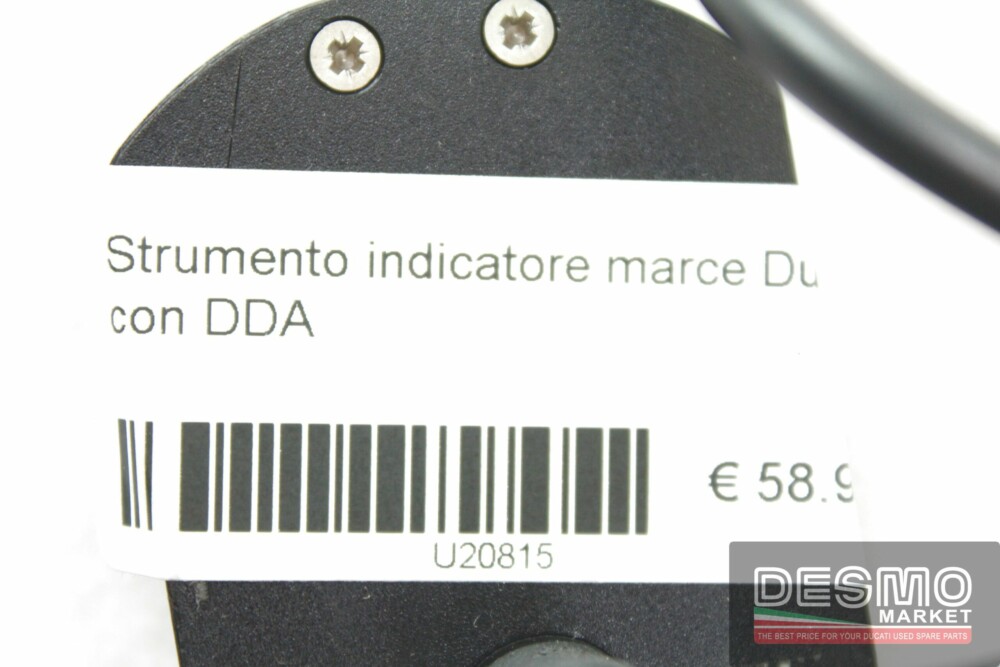 Strumento indicatore marce Du
con DDA
€ 58.9
U20815
DESMO
MARKET
THE BEST PRICE FOR YOUR DUCATI USED SPARE PARTS